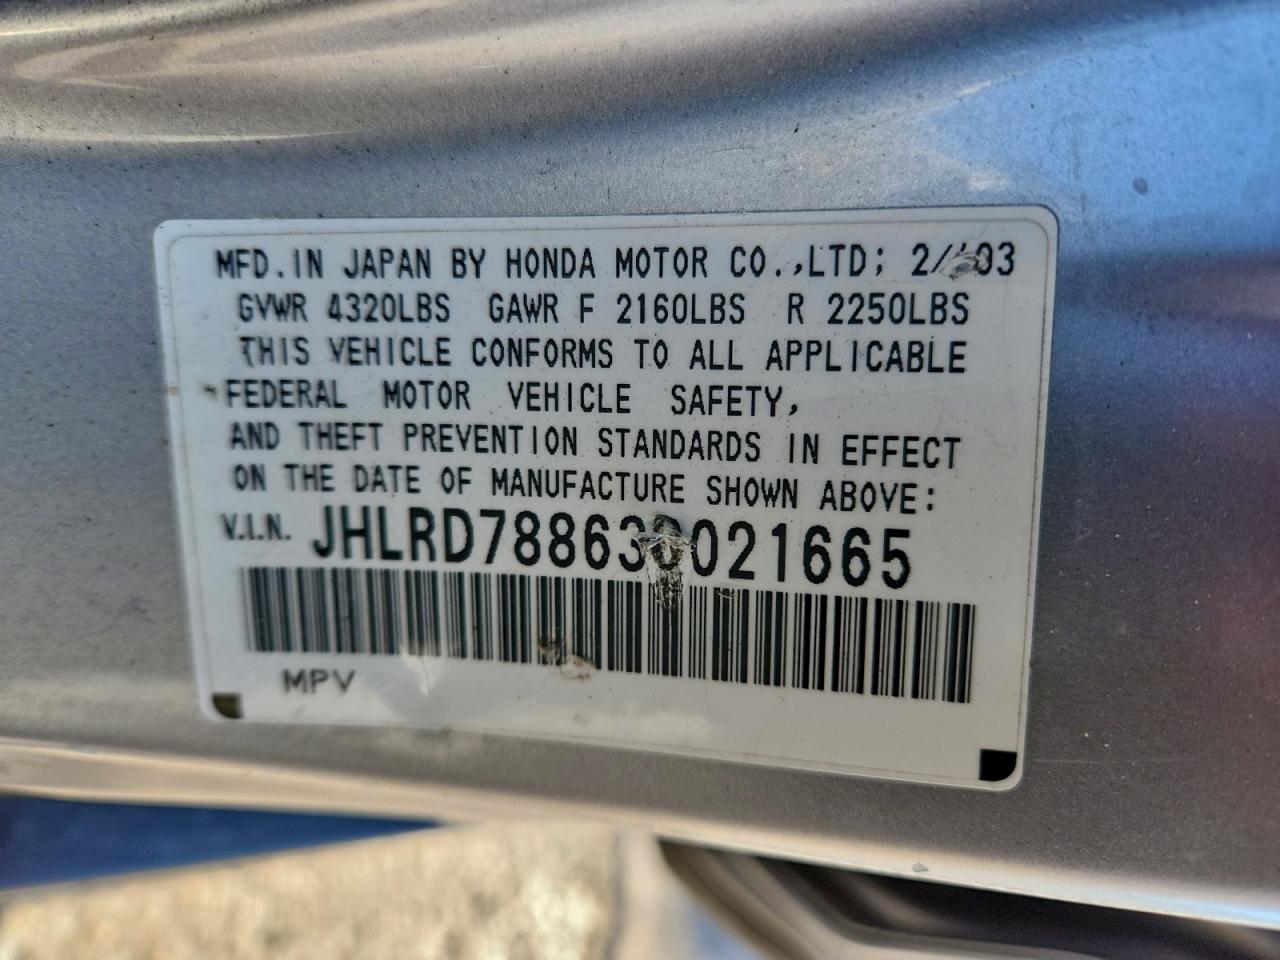 MFD. IN JAPAN BY HONDA MOTOR CO.,LTD; 2/03
GVWR 4320LBS GAWR F 2160LBS R 2250LBS
THIS VEHICLE CONFORMS TO ALL APPLICABLE
FEDERAL MOTOR VEHICLE SAFETY,
AND THEFT PREVENTION STANDARDS IN EFFECT
ON THE DATE OF MANUFACTURE SHOWN ABOVE:
V.I.N. JHLRD78863C021665
MPV